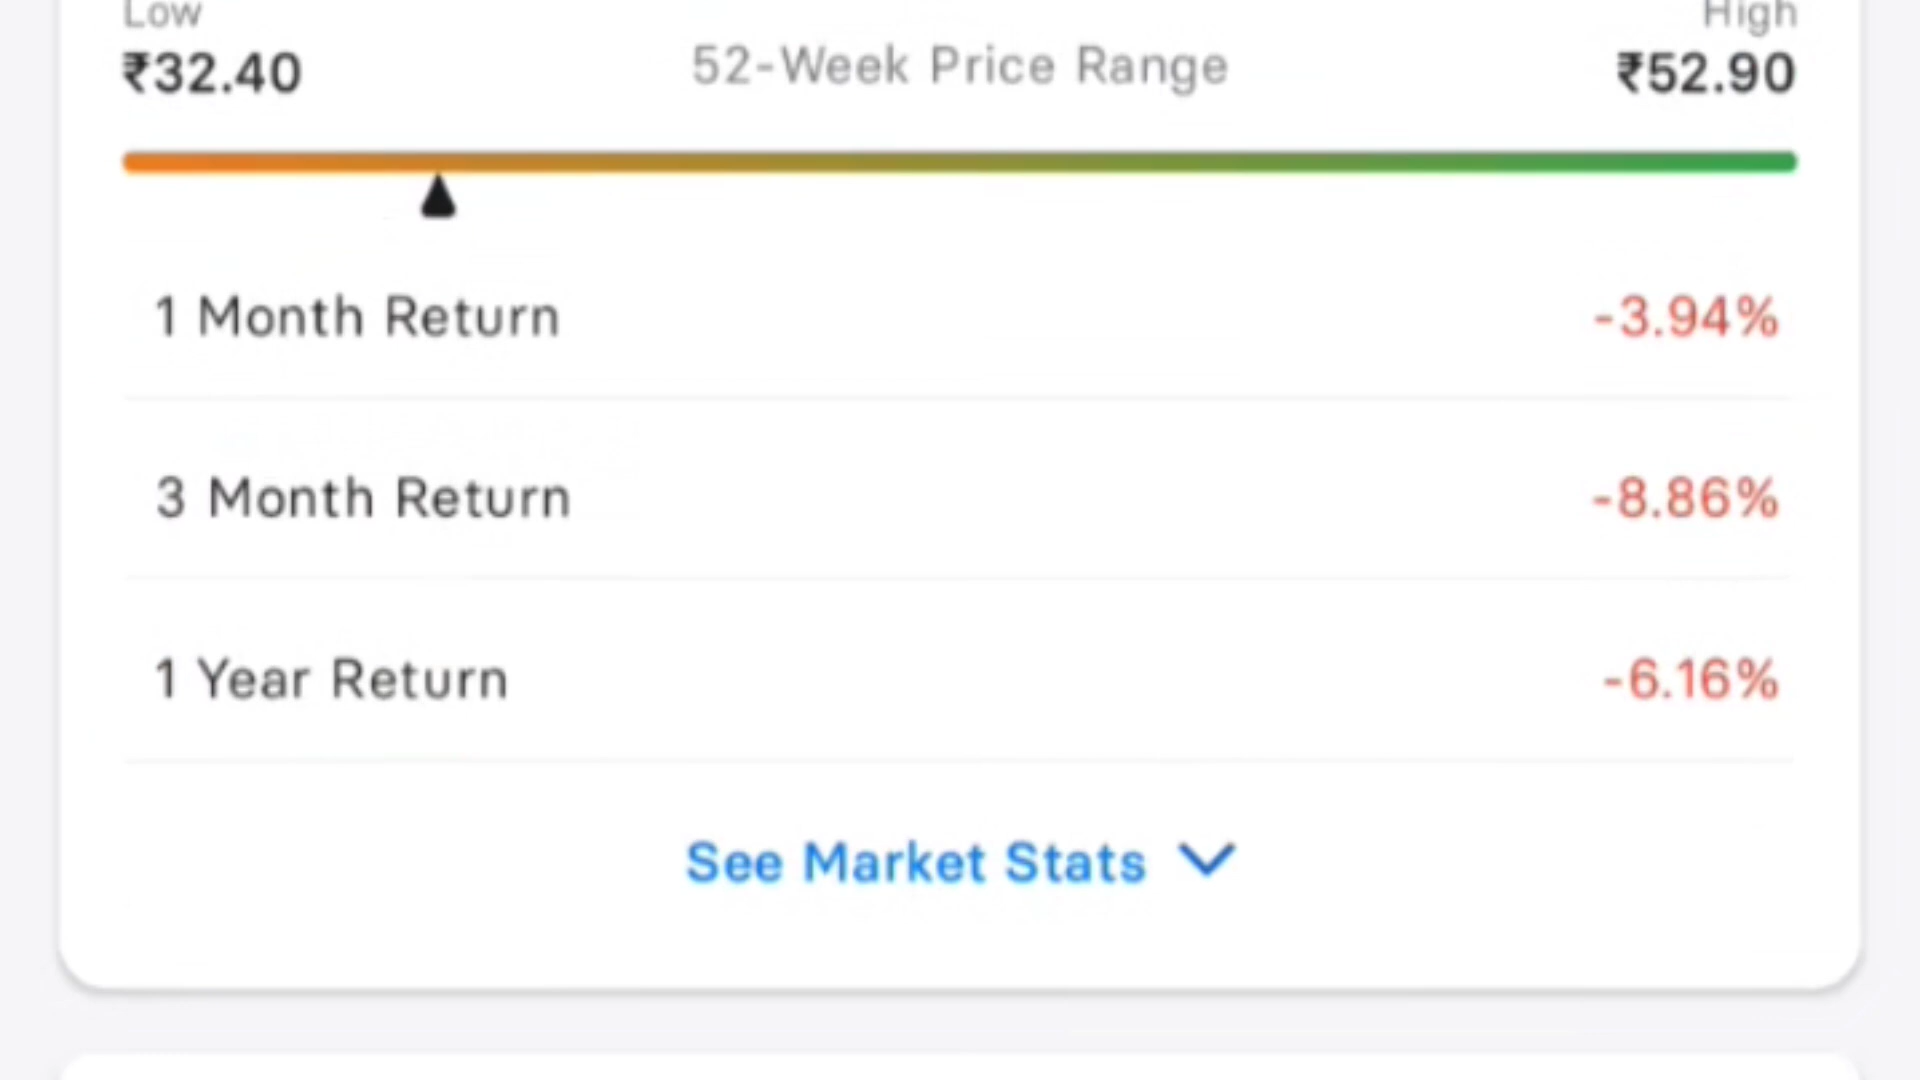 Low
High
₹32.40
52-Week Price Range
₹52.90
1 Month Return
-3.94%
3 Month Return
-8.86%
1 Year Return
-6.16%
See Market Stats